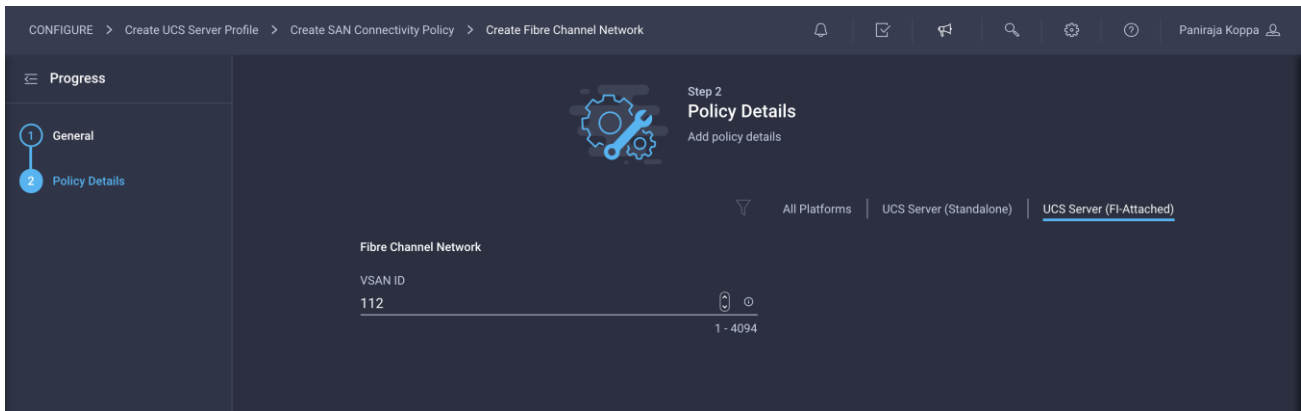 CONFIGURE > Create UCS Server Profile > Create SAN Connectivity Policy > Create Fibre Channel Network
Paniraja Koppa
Progress
1 General
2 Policy Details
Step 2
Policy Details
Add policy details
All Platforms | UCS Server (Standalone) | UCS Server (FI-Attached)
Fibre Channel Network
VSAN ID
112
1 - 4094